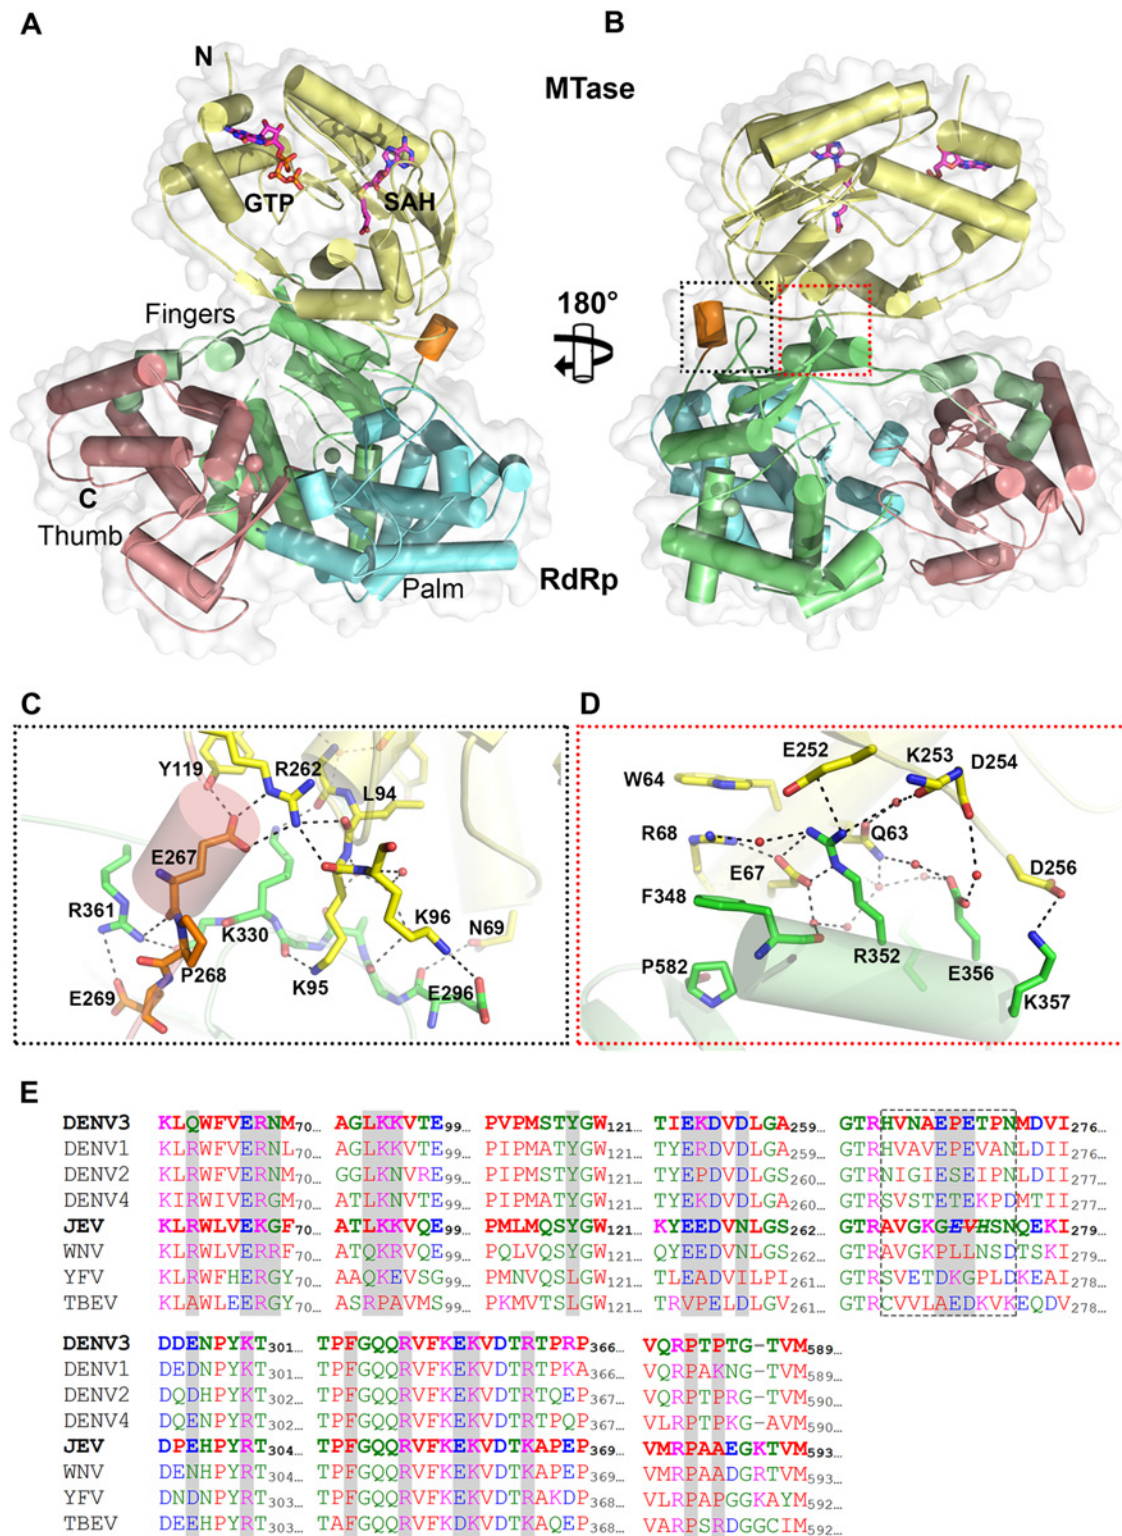 A
B
N
MTase
GTP
SAH
Fingers
180°
C
Thumb
Palm
RdRp
C
D
Y119
R262
L94
E267
R361
K330
K96
N69
P268
K95
E296
E269
E252
K253
D254
W64
R68
Q63
E67
D256
F348
R352
E356
P582
K357
E
DENV3 KLQWFVERNM70... AGLKKVTE99... PVPMSTYGW121... TIEKDVDLGA259... GTRHVNAEPETPNMDVI276...
DENV1 KLRWFVERNL70... AGLKKVTE99... PIPMATYGW121... TYERDVDLGA259... GTRHVAVEPEVANLDII276...
DENV2 KLRWFVERNM70... GGLKNVRE99... PIPMSTYGW121... TYEPDVDLGS260... GTRNIGIESEIPNLDII277...
DENV4 KIRWIVERGM70... ATLKNVTE99... PIPMATYGW121... TYEKDVDLGA260... GTRSVSTETEKPDMTII277...
JEV KLRWLVEKGF70... ATLKKVQE99... PMLMQSYGW121... KYEEDVNLGS262... GTRAVGKGEVHSNQEKI279...
WNV KLRWLVERRF70... ATQKRVQE99... PQLVQSYGW121... QYEEDVNLGS262... GTRAVGKPLLNSDTSKI279...
YFV KLRWFHERGY70... AAQKEVSG99... PMNVQSLGW121... TLEADVILPI261... GTRSVETDKGPLDKEAI278...
TBEV KLAWLEERGY70... ASRPAVMS99... PKMVTSLGW121... TRVPELDLGV261... GTRCVVLAEDKVKEQDV278...
DENV3 DDENPYKT301... TPFGQQRVFKEKVDTRTPRP366... VQRPTPTG-TVM589...
DENV1 DEDNPYKT301... TPFGQQRVFKEKVDTRTPKA366... VQRPAKNG-TVM589...
DENV2 DQDHPYKT302... TPFGQQRVFKEKVDTRTQEP367... VQRPTPRG-TVM590...
DENV4 DQENPYRT302... TPFGQQRVFKEKVDTRTPQP367... VLRPTPKG-AVM590...
JEV DPEHPYRT304... TPFGQQRVFKEKVDTKAPEP369... VMRPAAEGKTVM593...
WNV DENHPYRT304... TPFGQQRVFKEKVDTKAPEP369... VMRPAADGRTVM593...
YFV DNDNPYRT303... TPFGQQRVFKEKVDTRAKDP368... VLRPAPGGKAYM592...
TBEV DEEHPYRT303... TAFGQQRVFKDKVDTKAQEP368... VARPSRDGGCIM592...